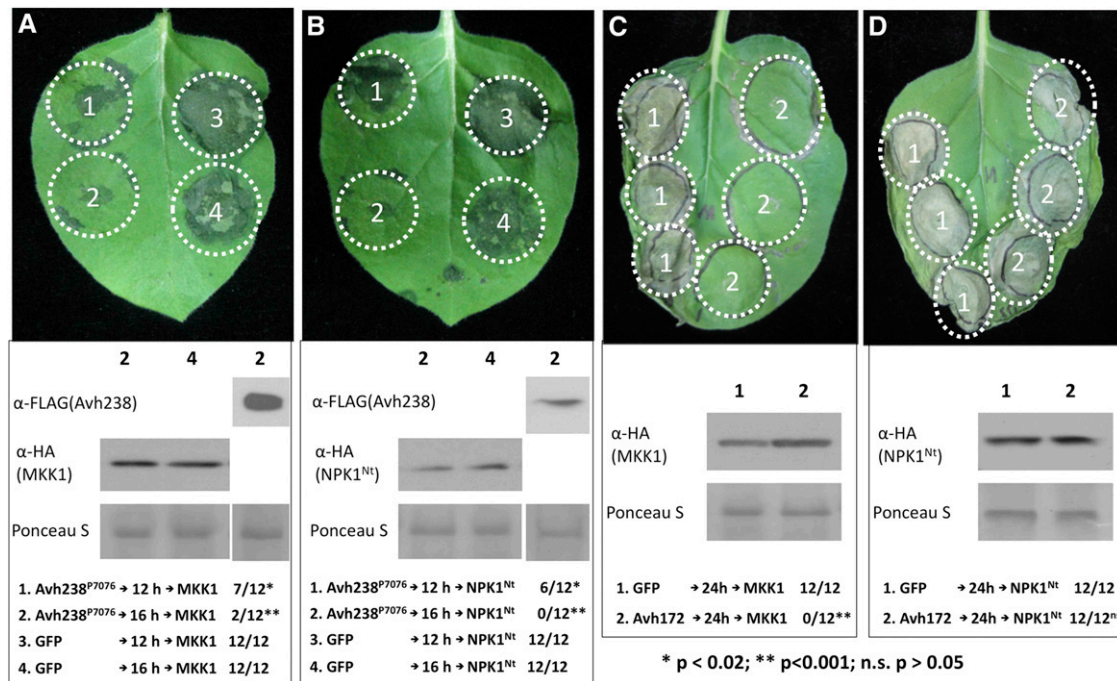 A
1
2
3
4
B
1
2
3
4
C
1
1
1
2
2
2
D
1
1
1
2
2
2
2 4 2
α-FLAG(Avh238)
α-HA
(MKK1)
Ponceau S
1. Avh238P7076 → 12 h → MKK1 7/12*
2. Avh238P7076 → 16 h → MKK1 2/12**
3. GFP → 12 h → MKK1 12/12
4. GFP → 16 h → MKK1 12/12
2 4 2
α-FLAG(Avh238)
α-HA
(NPK1Nt)
Ponceau S
1. Avh238P7076 → 12 h → NPK1Nt 6/12*
2. Avh238P7076 → 16 h → NPK1Nt 0/12**
3. GFP → 12 h → NPK1Nt 12/12
4. GFP → 16 h → NPK1Nt 12/12
1 2
α-HA
(MKK1)
Ponceau S
1. GFP → 24h → MKK1 12/12
2. Avh172 → 24h → MKK1 0/12**
1 2
α-HA
(NPK1Nt)
Ponceau S
1. GFP → 24h → NPK1Nt 12/12
2. Avh172 → 24h → NPK1Nt 12/12ns
* p < 0.02; ** p<0.001; n.s. p > 0.05